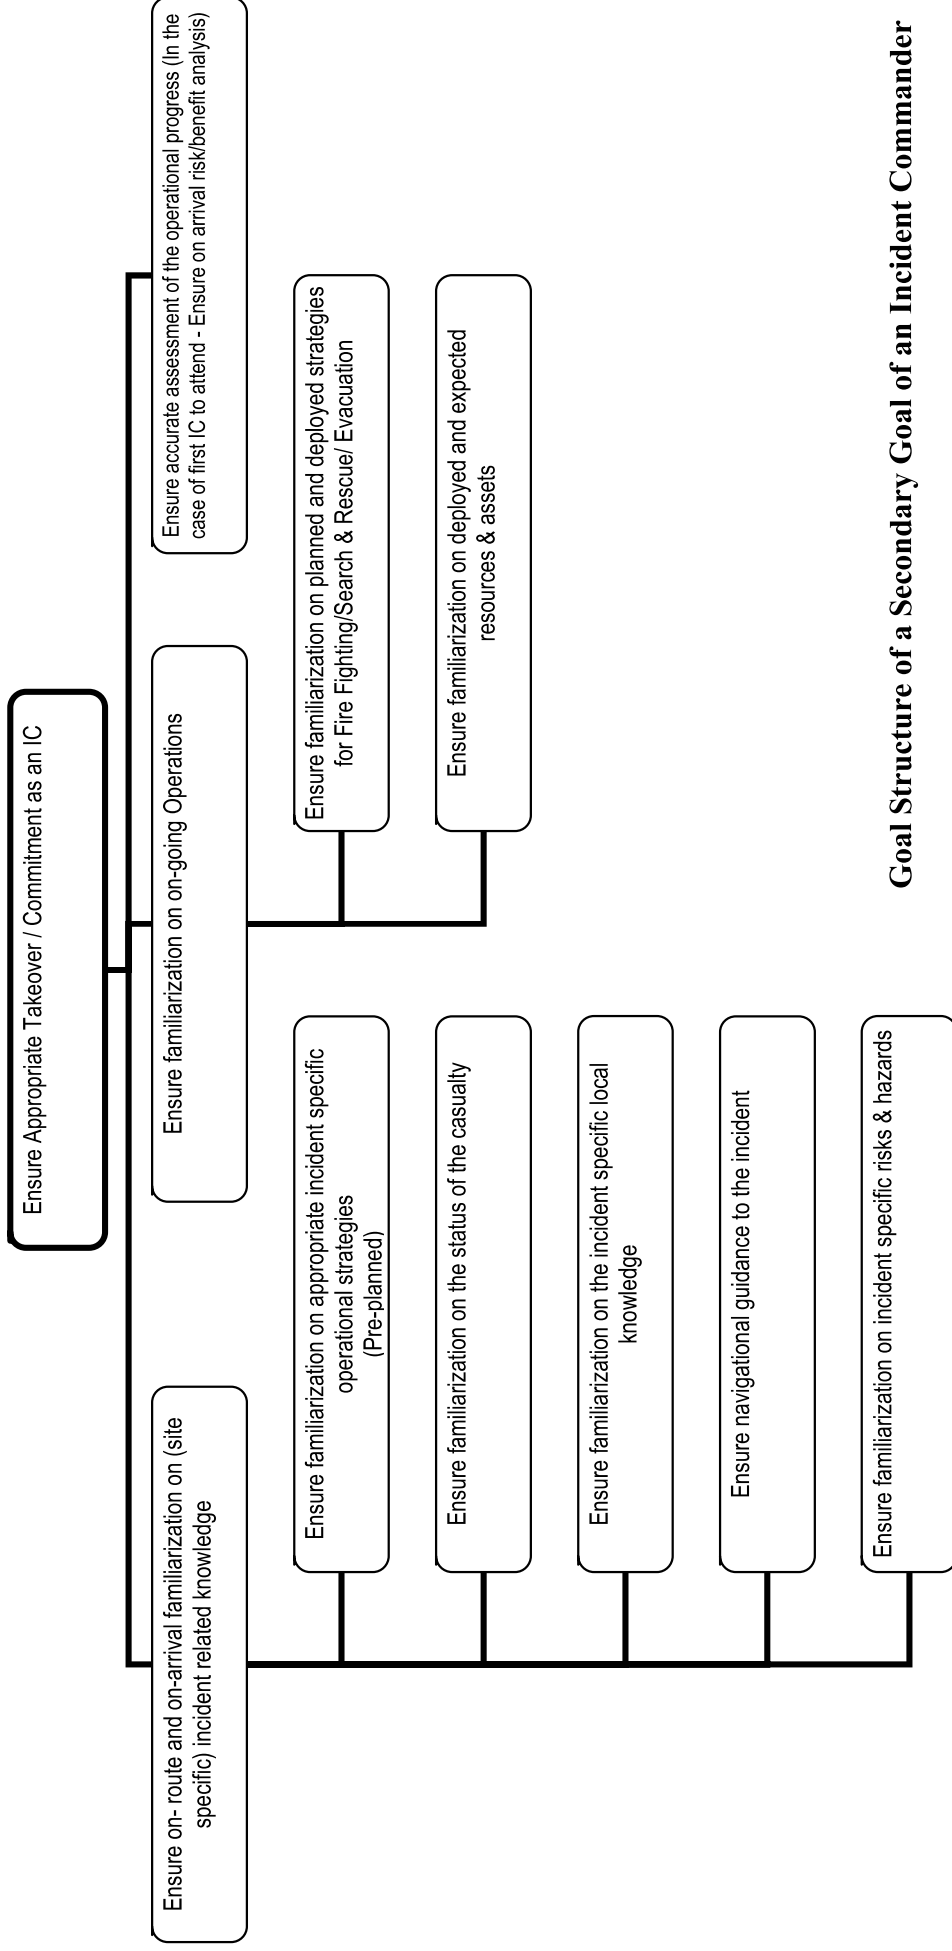 Ensure Appropriate Takeover / Commitment as an IC
Ensure on- route and on-arrival familiarization on (site
specific) incident related knowledge
Ensure familiarization on appropriate incident specific
operational strategies
(Pre-planned)
Ensure familiarization on the status of the casualty
Ensure familiarization on the incident specific local
knowledge
Ensure navigational guidance to the incident
Ensure familiarization on incident specific risks & hazards
Ensure familiarization on on-going Operations
Ensure familiarization on planned and deployed strategies
for Fire Fighting/Search & Rescue/ Evacuation
Ensure familiarization on deployed and expected
resources & assets
Ensure accurate assessment of the operational progress (In the
case of first IC to attend - Ensure on arrival risk/benefit analysis)
Goal Structure of a Secondary Goal of an Incident Commander